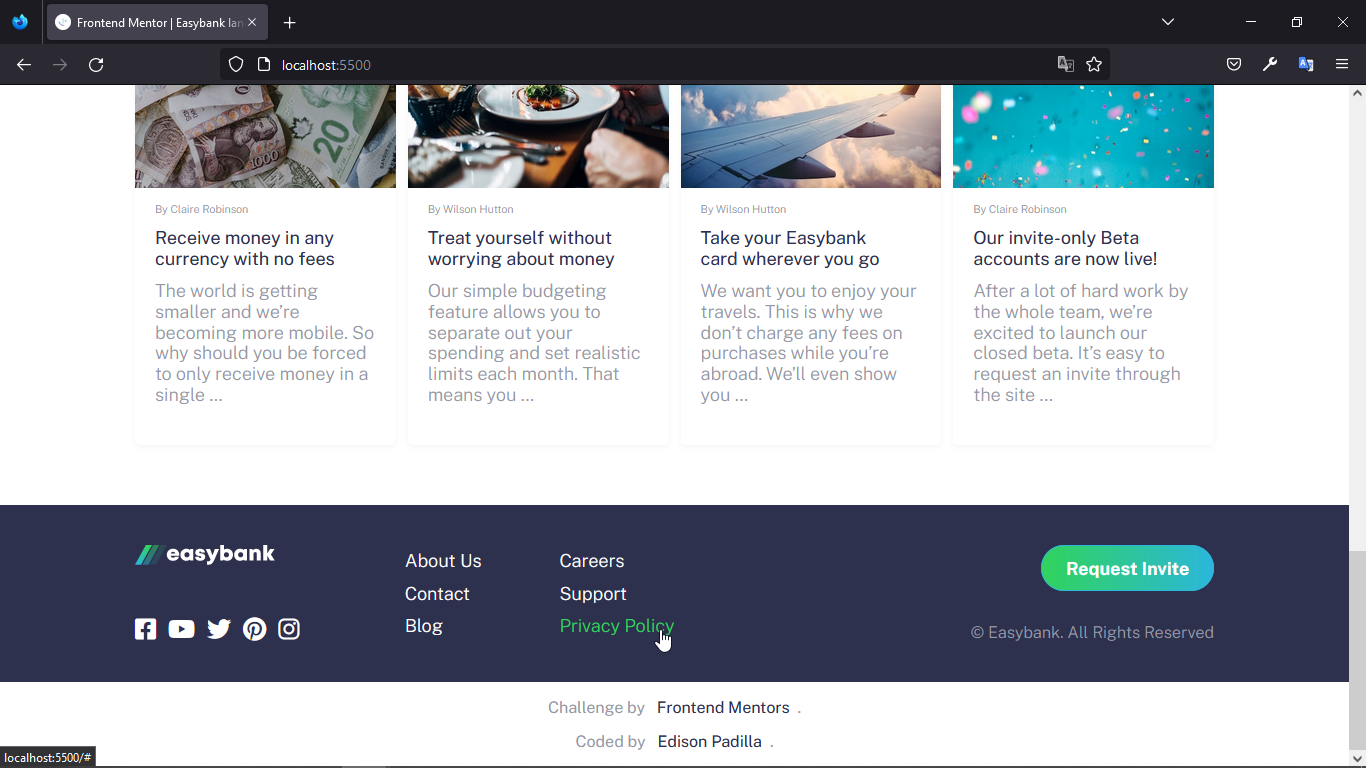 Frontend Mentor | Easybank lan
localhost:5500
20
1000
By Claire Robinson
Receive money in any
currency with no fees
The world is getting
smaller and we’re
becoming more mobile. So
why should you be forced
to only receive money in a
single ...
By Wilson Hutton
Treat yourself without
worrying about money
Our simple budgeting
feature allows you to
separate out your
spending and set realistic
limits each month. That
means you ...
By Wilson Hutton
Take your Easybank
card wherever you go
We want you to enjoy your
travels. This is why we
don’t charge any fees on
purchases while you’re
abroad. We’ll even show
you ...
By Claire Robinson
Our invite-only Beta
accounts are now live!
After a lot of hard work by
the whole team, we’re
excited to launch our
closed beta. It’s easy to
request an invite through
the site ...
easybank
About Us
Contact
Blog
Careers
Support
Privacy Policy
Request Invite
© Easybank. All Rights Reserved
Challenge by Frontend Mentors .
Coded by Edison Padilla .
localhost:5500/#